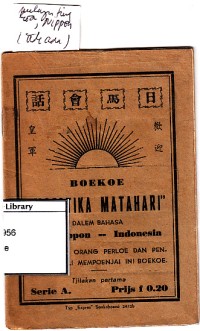 話會馬日
皇軍
歡迎
BOEKOE
TIKA MATAHARI"
DALEM BAHASA
ppon — Indonesia
ORANG PERLOE DAN PEN-
I MEMPOENJAI INI BOEKOE.
Tjitakan pertama
Serie A. Prijs f 0.20
Library
956
e